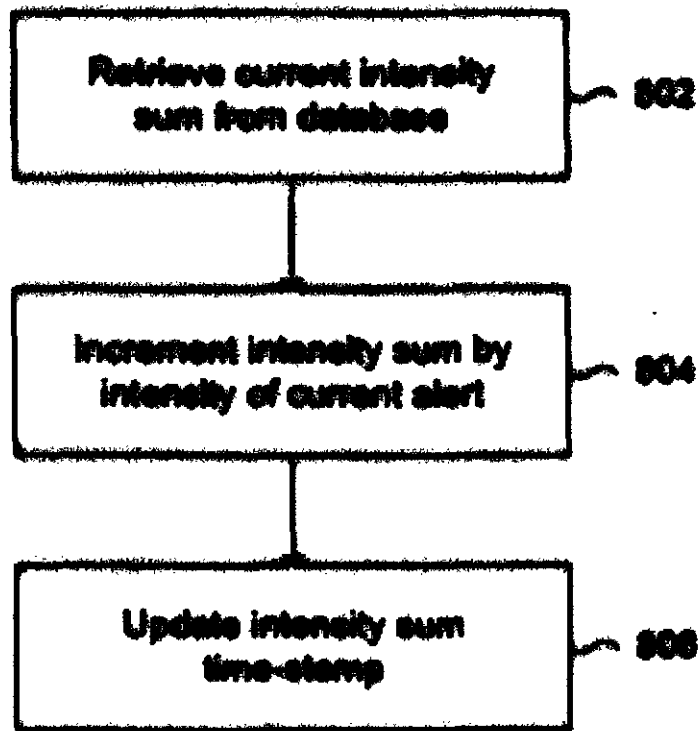 Retrieve current intensity
sum from database
802
Increment intensity sum by
intensity of current alert
804
Update intensity sum
time-stamp
806